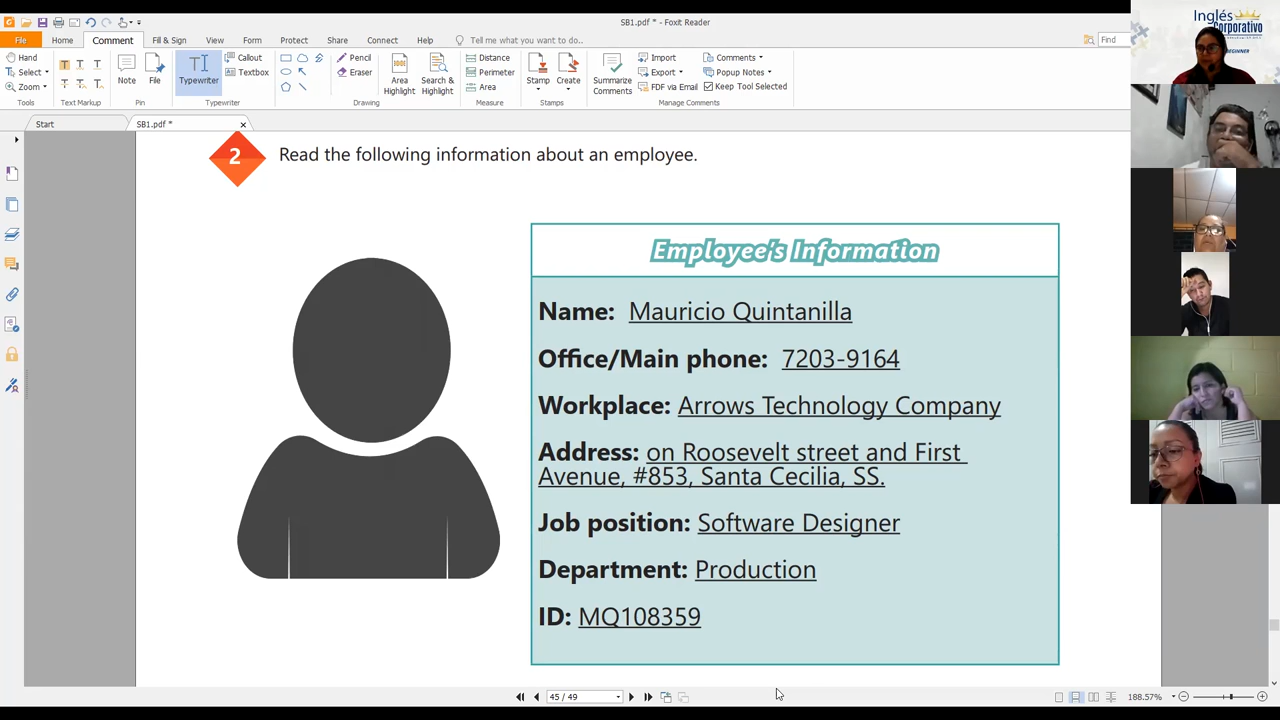 SB1.pdf * - Foxit Reader
File Home Comment Fill & Sign View Form Protect Share Connect Help Tell me what you want to do... Find
Hand Select Zoom Note File Typewriter Callout Textbox Pencil Eraser Area Highlight Search & Highlight Distance Perimeter Area Stamp Create Summarize Comments Import Export FDF via Email Comments Popup Notes Keep Tool Selected
Tools Text Markup Pin Typewriter Drawing Measure Stamps Manage Comments
Start SB1.pdf *
Inglés
Corporativo
2 Read the following information about an employee.
Employee's Information
Name: Mauricio Quintanilla
Office/Main phone: 7203-9164
Workplace: Arrows Technology Company
Address: on Roosevelt street and First
Avenue, #853, Santa Cecilia, SS.
Job position: Software Designer
Department: Production
ID: MQ108359
45 / 49 188.57%